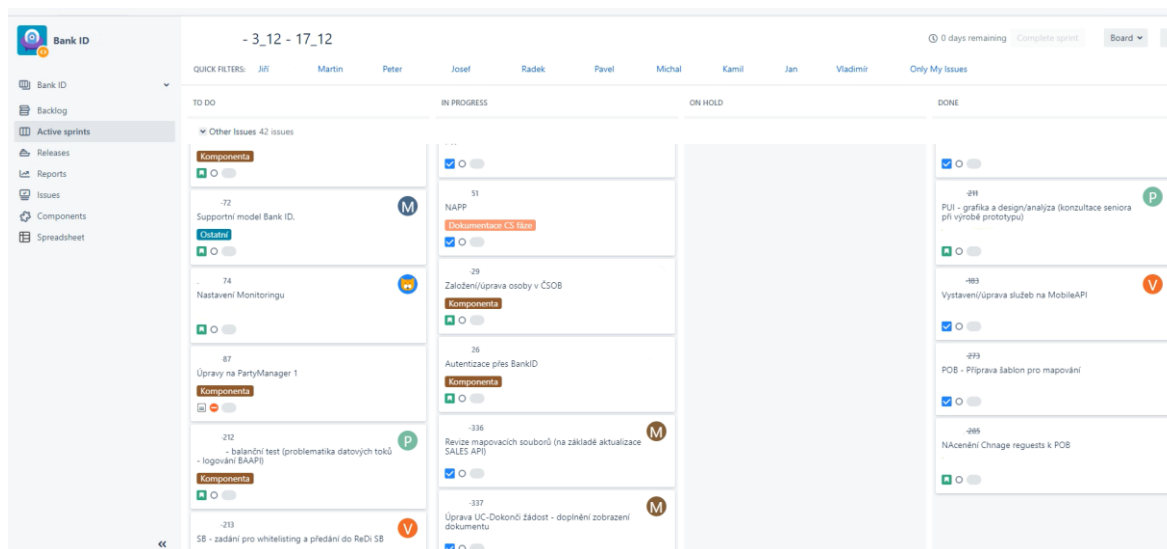 Bank ID
Bank ID
Backlog
Active sprints
Releases
Reports
Issues
Components
Spreadsheet
«
- 3_12 - 17_12
0 days remaining Complete sprint Board
QUICK FILTERS: Jiří Martin Peter Josef Radek Pavel Michal Kamil Jan Vladimír Only My Issues
TO DO IN PROGRESS ON HOLD DONE
Other Issues 42 issues
Komponenta
-72
M
Supportní model Bank ID.
Ostatní
74
Nastavení Monitoringu
-87
Úpravy na PartyManager 1
Komponenta
-212
P
- balanční test (problematika datových toků
- logování BAAPI)
Komponenta
-213
V
SB - zadání pro whitelisting a předání do ReDi SB
51
NAPP
Dokumentace CS fáze
-29
Založení/úprava osoby v ČSOB
Komponenta
26
Autentizace přes BankID
Komponenta
-336
M
Revize mapovacích souborů (na základě aktualizace
SALES API)
-337
M
Úprava UC-Dokonči žádost - doplnění zobrazení
dokumentu
-211
P
PUI - grafika a design/analýza (konzultace seniora
při výrobě prototypu)
-183
V
Vystavení/úprava služeb na MobileAPI
-273
POB - Příprava šablon pro mapování
-285
NAcenění Chnage reguests k POB